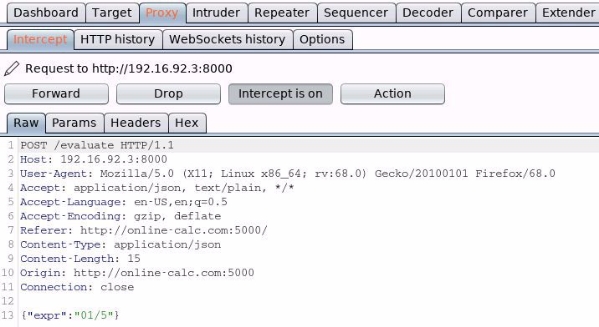 Dashboard Target Proxy Intruder Repeater Sequencer Decoder Comparer Extender
Intercept HTTP history WebSockets history Options
Request to http://192.16.92.3:8000
Forward Drop Intercept is on Action
Raw Params Headers Hex
1 POST /evaluate HTTP/1.1
2 Host: 192.16.92.3:8000
3 User-Agent: Mozilla/5.0 (X11; Linux x86_64; rv:68.0) Gecko/20100101 Firefox/68.0
4 Accept: application/json, text/plain, */*
5 Accept-Language: en-US,en;q=0.5
6 Accept-Encoding: gzip, deflate
7 Referer: http://online-calc.com:5000/
8 Content-Type: application/json
9 Content-Length: 15
10 Origin: http://online-calc.com:5000
11 Connection: close
12
13 {"expr":"01/5"}